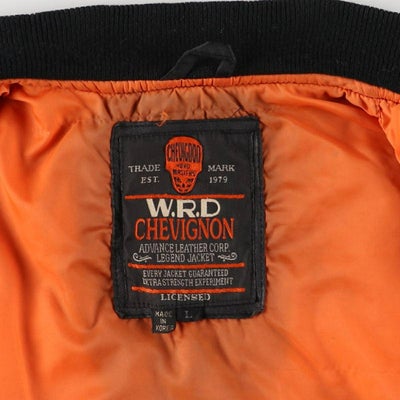 CHEVIGNON
TRADE MARK
EST. 1979
W.R.D
CHEVIGNON
ADVANCE LEATHER CORP.
LEGEND JACKET
EVERY JACKET GUARANTEED
EXTRA STRENGTH EXPERIMENT
LICENSED
MADE
IN
KOREA
L